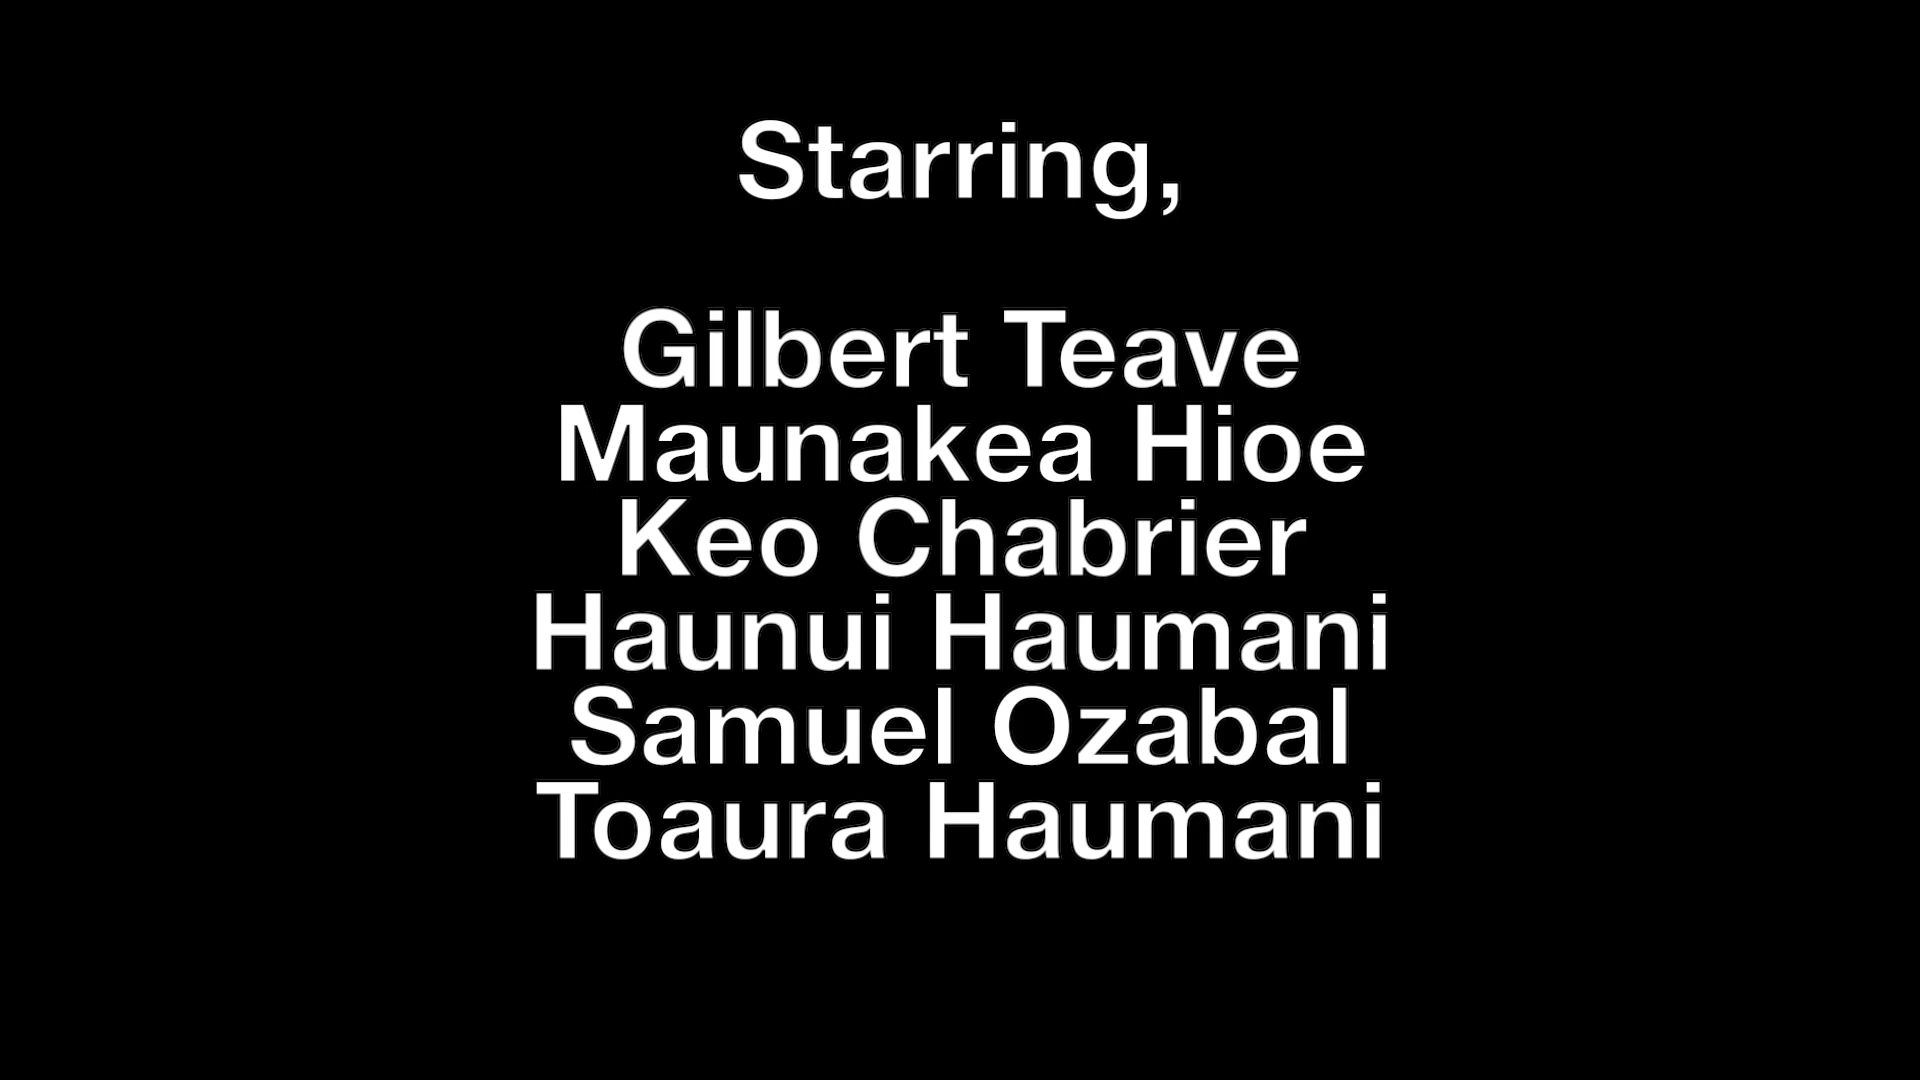 Starring,
Gilbert Teave
Maunakea Hioe
Keo Chabrier
Haunui Haumani
Samuel Ozabal
Toaura Haumani